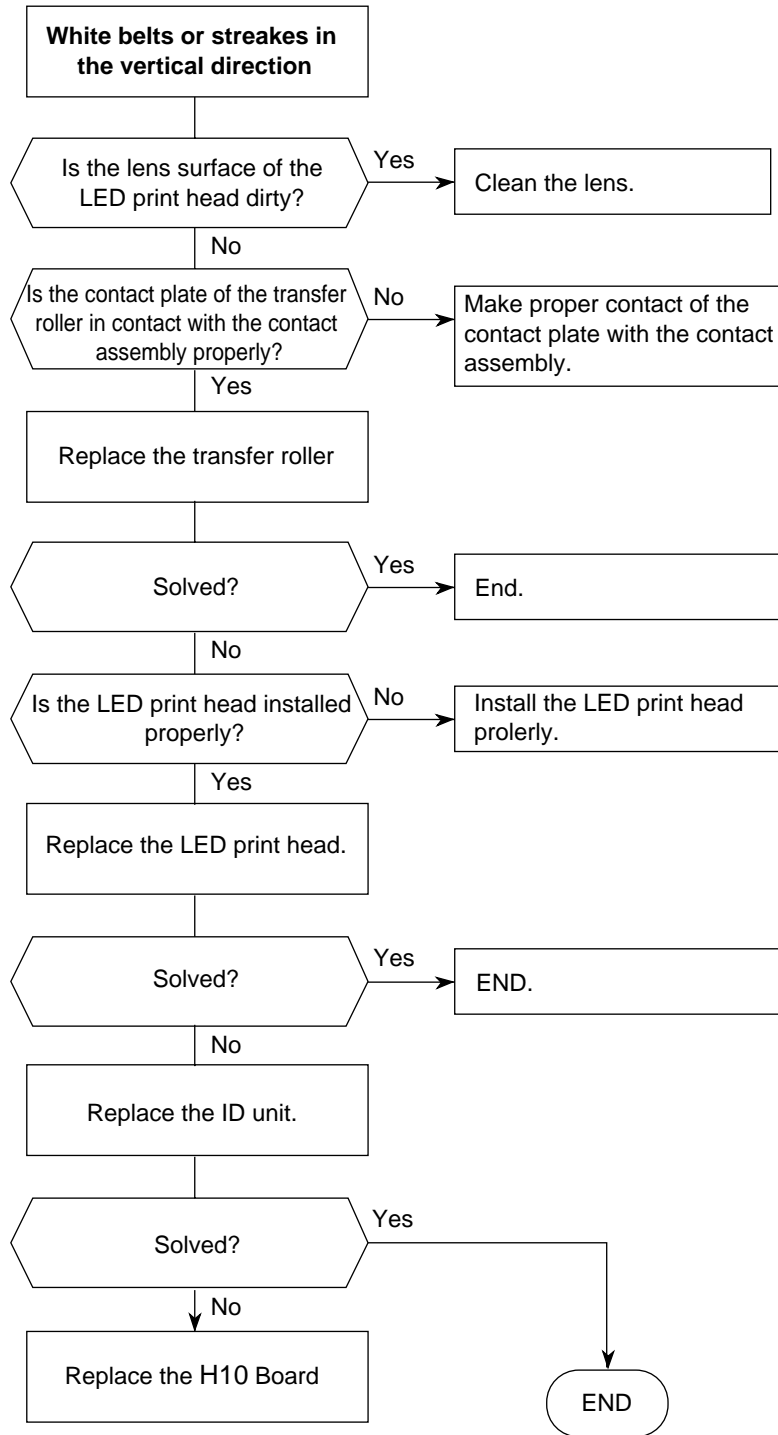 White belts or streakes in
the vertical direction
Is the lens surface of the
LED print head dirty?
Yes
Clean the lens.
No
Is the contact plate of the transfer
roller in contact with the contact
assembly properly?
No
Make proper contact of the
contact plate with the contact
assembly.
Yes
Replace the transfer roller
Solved?
Yes
End.
No
Is the LED print head installed
properly?
No
Install the LED print head
prolerly.
Yes
Replace the LED print head.
Solved?
Yes
END.
No
Replace the ID unit.
Solved?
Yes
No
Replace the H10 Board
END